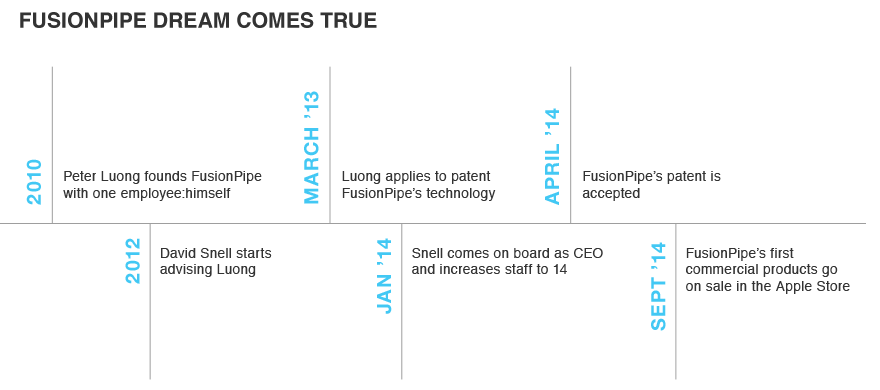 FUSIONPIPE DREAM COMES TRUE
2010
Peter Luong founds FusionPipe
with one employee:himself
2012
David Snell starts
advising Luong
MARCH '13
Luong applies to patent
FusionPipe's technology
JAN '14
Snell comes on board as CEO
and increases staff to 14
APRIL '14
FusionPipe's patent is
accepted
SEPT '14
FusionPipe's first
commercial products go
on sale in the Apple Store